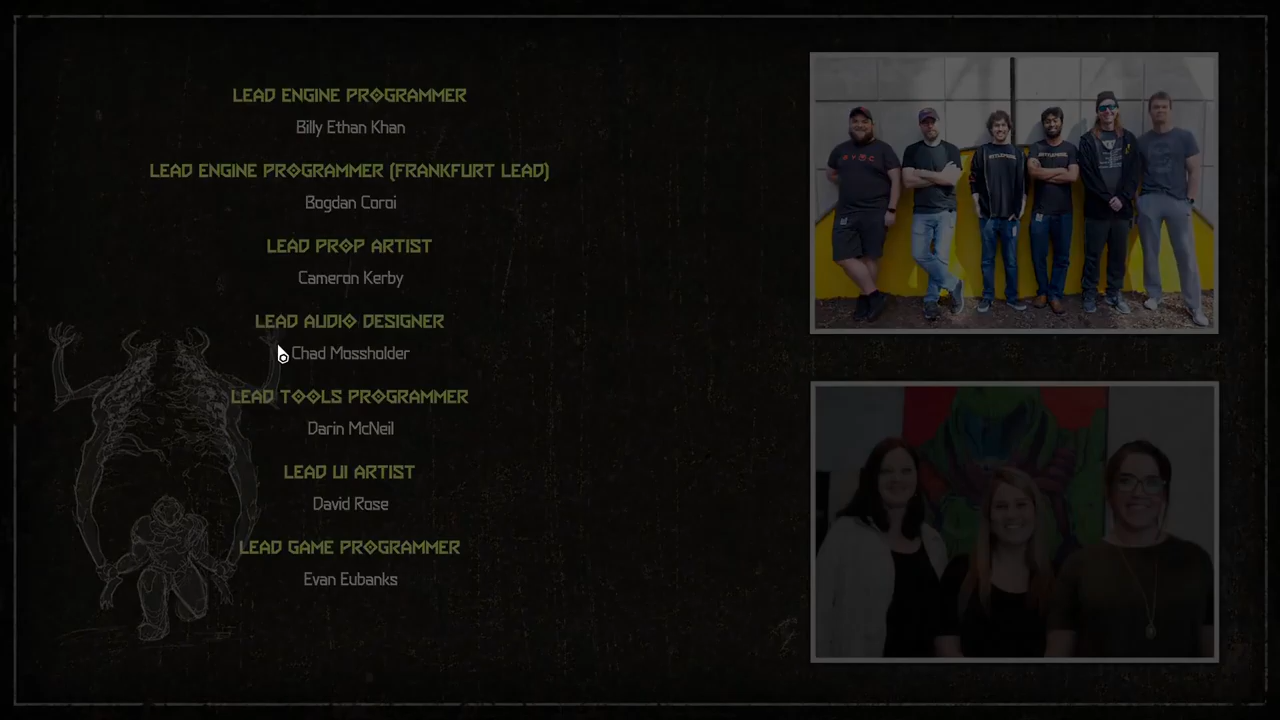 LEAD ENGINE PROGRAMMER
Billy Ethan Khan
LEAD ENGINE PROGRAMMER (FRANKFURT LEAD)
Bogdan Coroi
LEAD PROP ARTIST
Cameron Kerby
LEAD AUDIO DESIGNER
Chad Mossholder
LEAD TOOLS PROGRAMMER
Darin McNeil
LEAD UI ARTIST
David Rose
LEAD GAME PROGRAMMER
Evan Eubanks